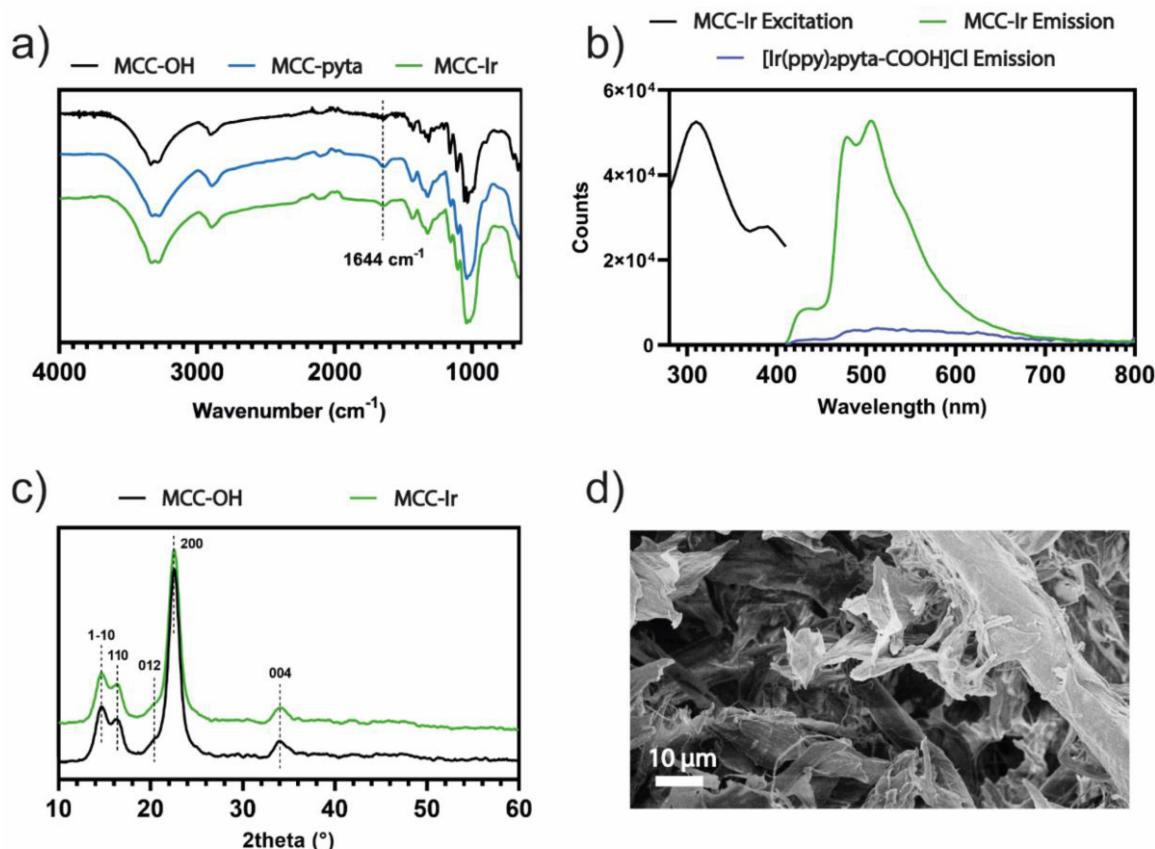 a)
MCC-OH MCC-pyta MCC-Ir
1644 cm⁻¹
4000 3000 2000 1000
Wavenumber (cm⁻¹)
b)
MCC-Ir Excitation MCC-Ir Emission
[Ir(ppy)₂pyta-COOH]Cl Emission
6×10⁴
4×10⁴
2×10⁴
0
Counts
300 400 500 600 700 800
Wavelength (nm)
c)
MCC-OH MCC-Ir
200
1-10
110
012
004
10 20 30 40 50 60
2theta (°)
d)
10 µm